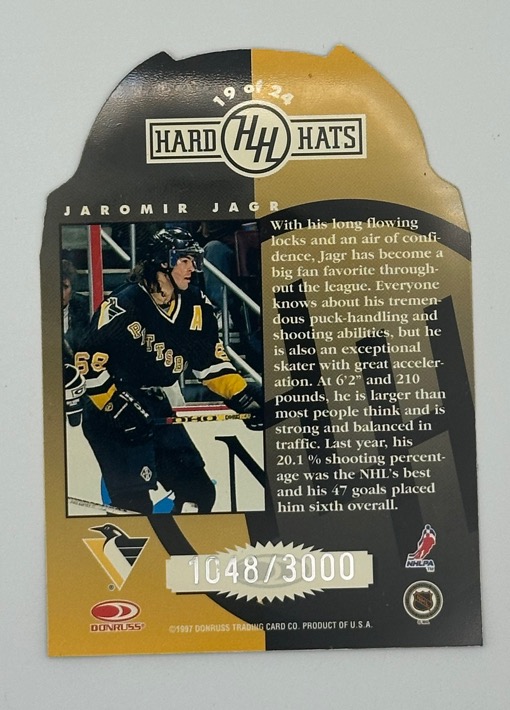 19 of 24
HARD HH HATS
JAROMIR JAGR
With his long flowing
locks and an air of confi-
dence, Jagr has become a
big fan favorite through-
out the league. Everyone
knows about his tremen-
dous puck-handling and
shooting abilities, but he
is also an exceptional
skater with great acceler-
ation. At 6'2" and 210
pounds, he is larger than
most people think and is
strong and balanced in
traffic. Last year, his
20.1 % shooting percent-
age was the NHL's best
and his 47 goals placed
him sixth overall.
A
PITTSB
68
1048/3000
NHLPA
DONRUSS
©1997 DONRUSS TRADING CARD CO. PRODUCT OF U.S.A.